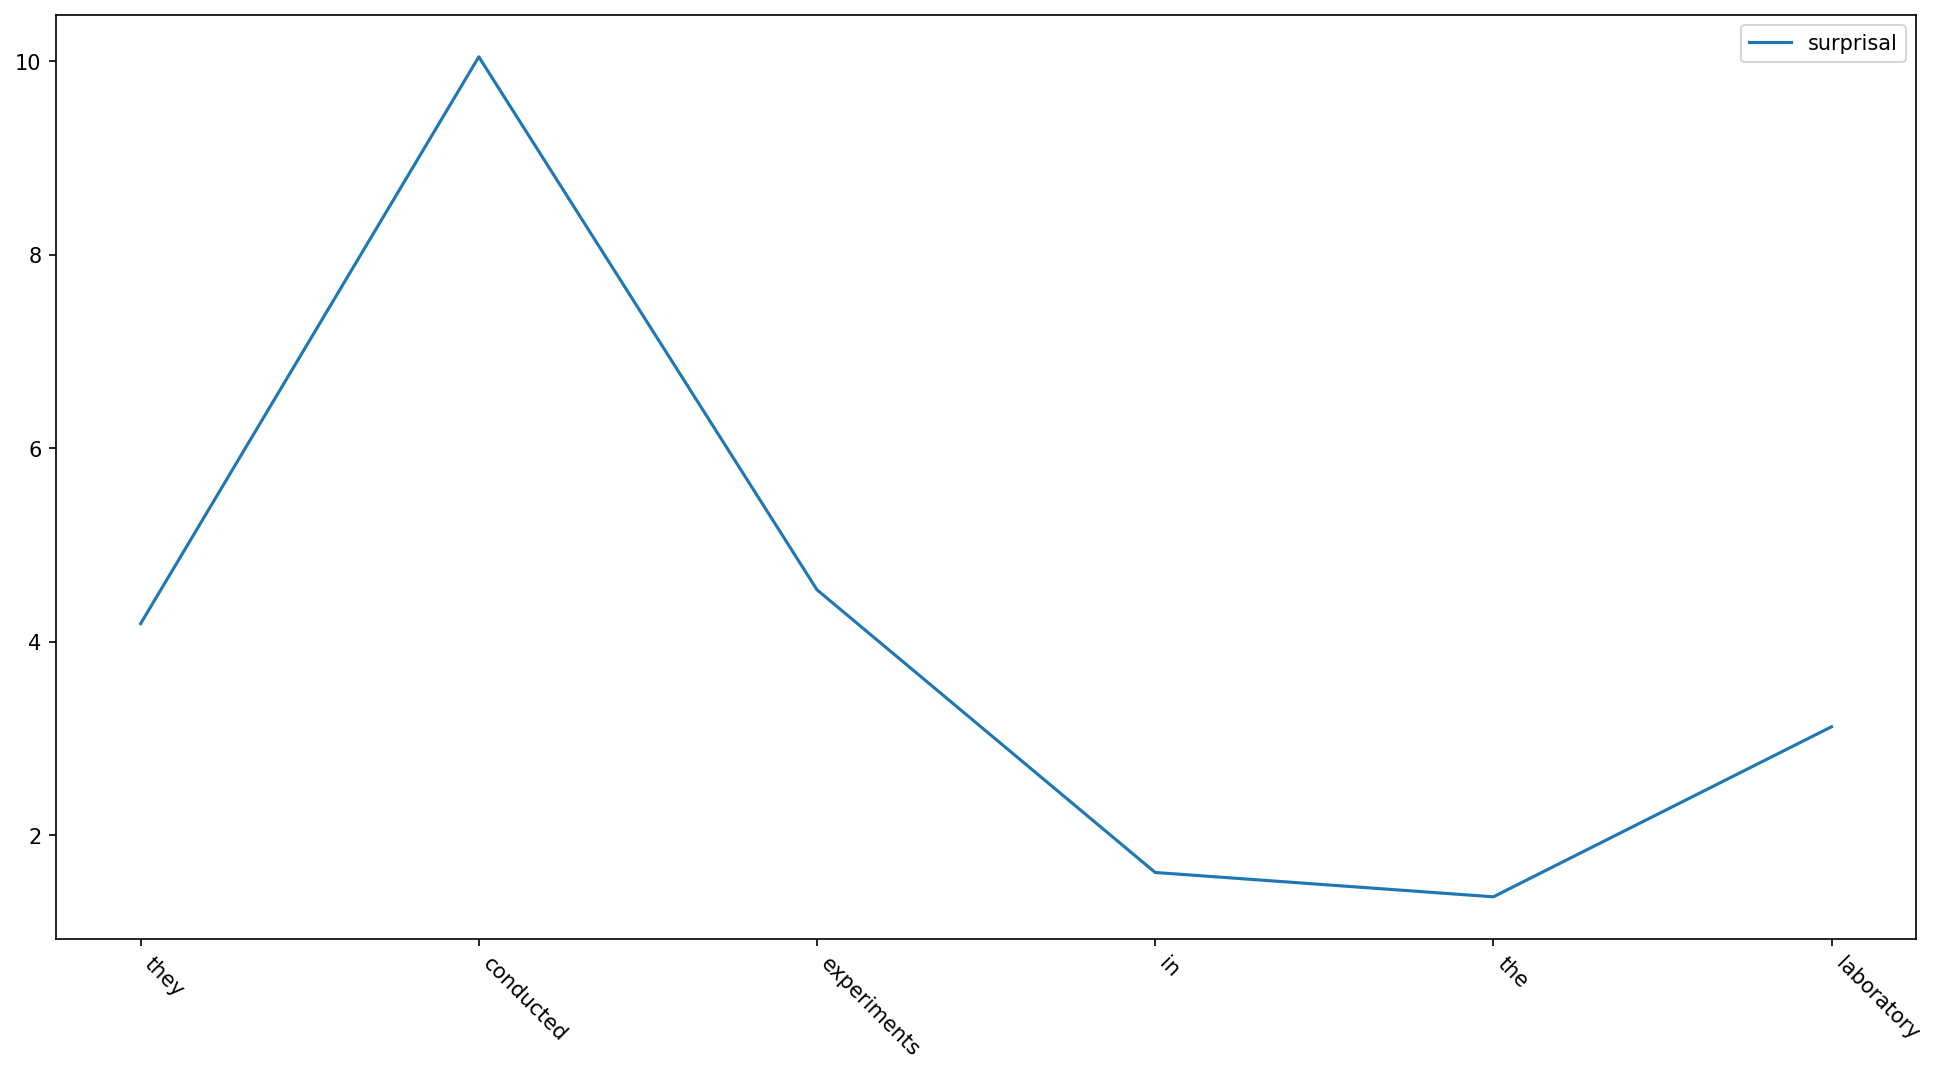 surprisal
10
8
6
4
2
they
conducted
experiments
in
the
laboratory